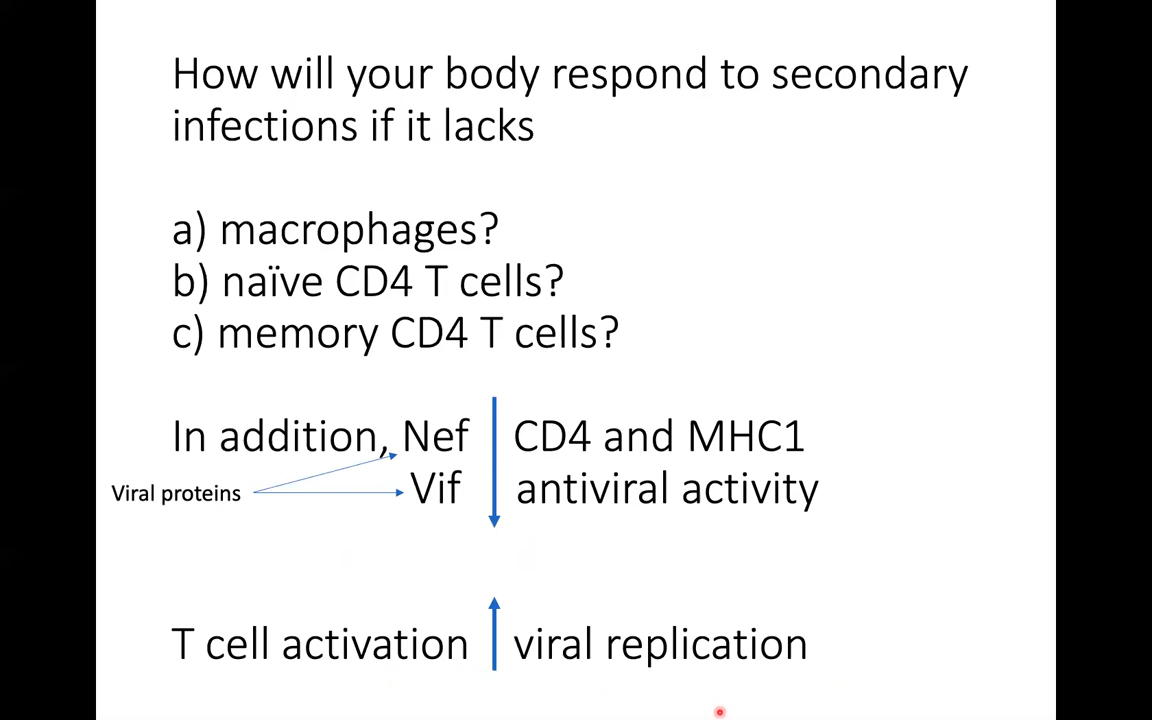 How will your body respond to secondary
infections if it lacks
a) macrophages?
b) naïve CD4 T cells?
c) memory CD4 T cells?
In addition, Nef CD4 and MHC1
Viral proteins Vif antiviral activity
T cell activation viral replication